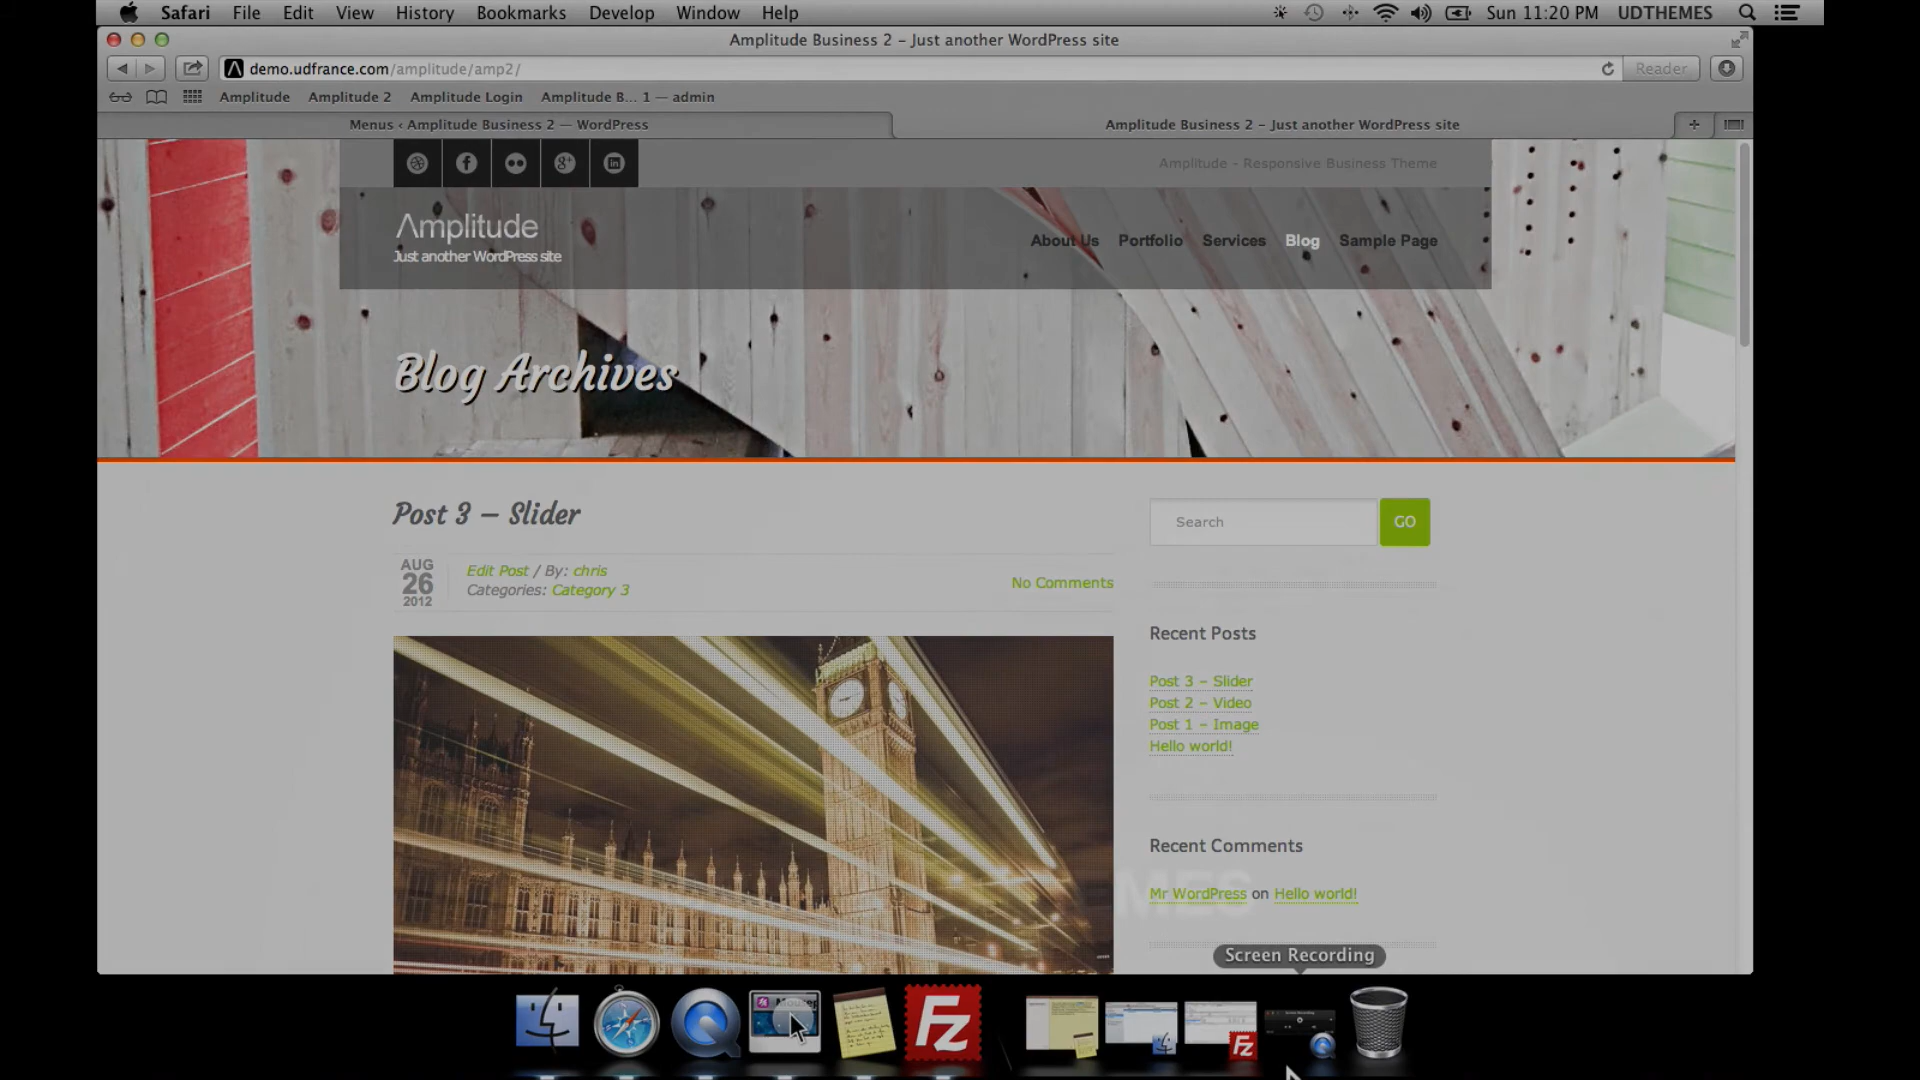 Safari File Edit View History Bookmarks Develop Window Help Sun 11:20 PM UDTHEMES
Amplitude Business 2 – Just another WordPress site
demo.udfrance.com/amplitude/amp2/ Reader
Amplitude Amplitude 2 Amplitude Login Amplitude B... 1 — admin
Menus ‹ Amplitude Business 2 — WordPress Amplitude Business 2 – Just another WordPress site
Amplitude - Responsive Business Theme
Amplitude
Just another WordPress site
About Us Portfolio Services Blog Sample Page
Blog Archives
Post 3 – Slider
AUG
26
2012
Edit Post / By: chris
Categories: Category 3
No Comments
Search GO
Recent Posts
Post 3 – Slider
Post 2 – Video
Post 1 – Image
Hello world!
Recent Comments
Mr WordPress on Hello world!
MES
Screen Recording
Fz